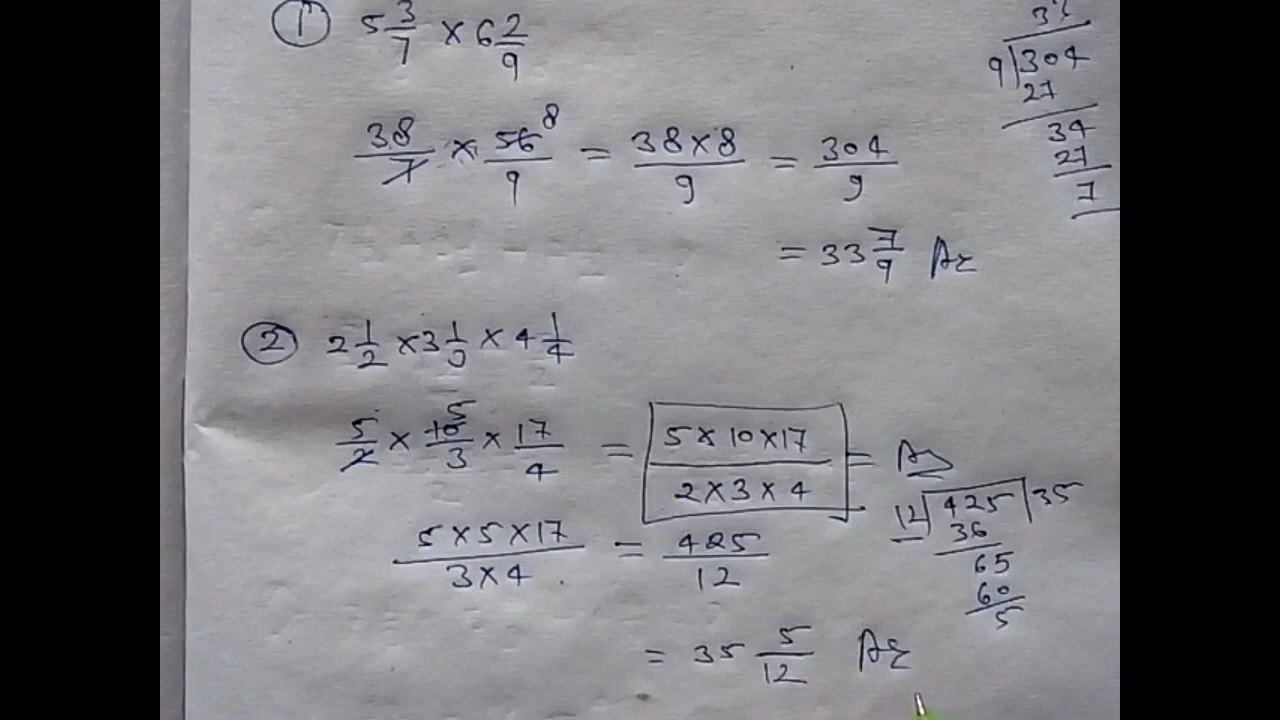 ① 5 3/7 × 6 2/9
38/7 × 56/9 8 = 38×8/9 = 304/9
= 33 7/9
33
9)304
27
34
27
7
② 2 1/2 × 3 1/3 × 4 1/4
5/2 × 10/3 5 × 17/4 = 5×10×17/2×3×4 =
5×5×17/3×4 = 425/12
= 35 5/12
12)425(35
36
65
60
5